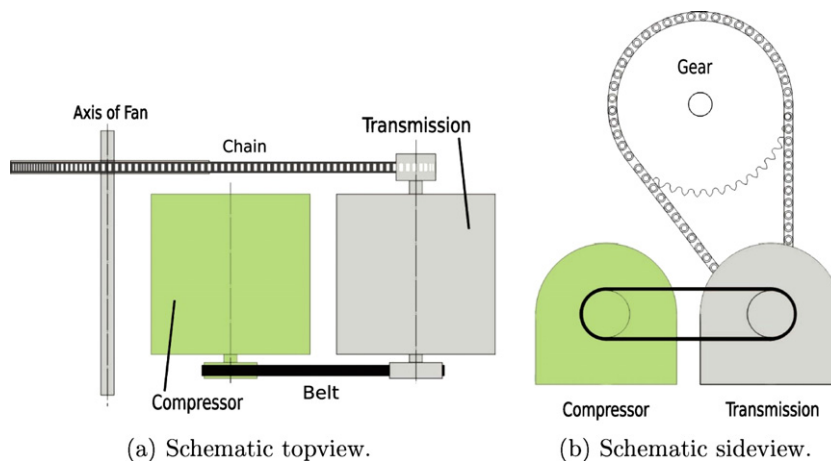 Axis of Fan
Chain
Transmission
Compressor
Belt
(a) Schematic topview.
Gear
Compressor
Transmission
(b) Schematic sideview.